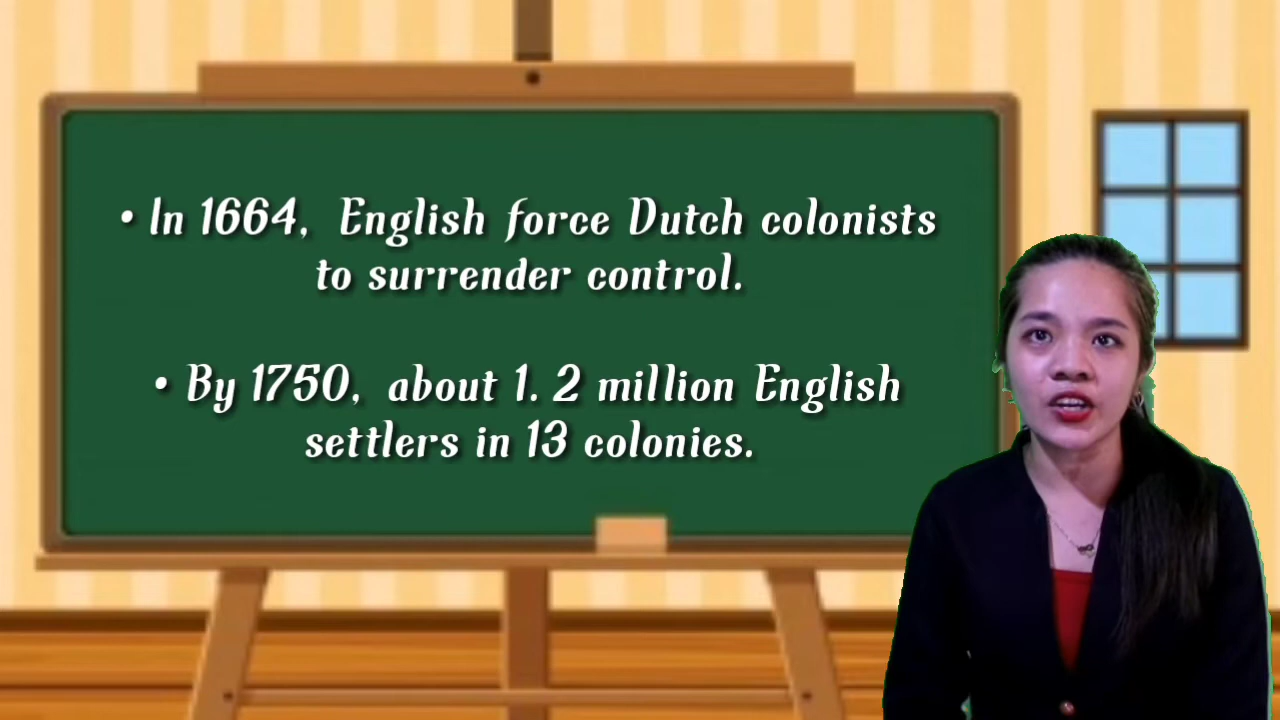 • In 1664, English force Dutch colonists
to surrender control.
• By 1750, about 1. 2 million English
settlers in 13 colonies.